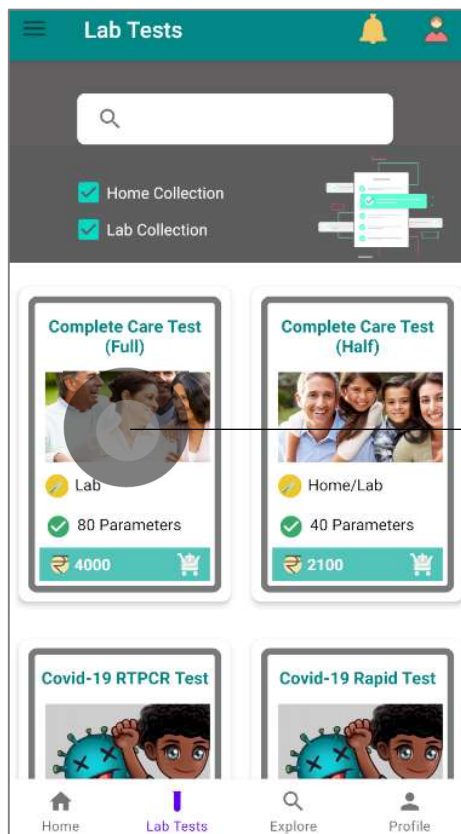 Lab Tests
Home Collection
Lab Collection
Complete Care Test
(Full)
Lab
80 Parameters
4000
Complete Care Test
(Half)
Home/Lab
40 Parameters
2100
Covid-19 RTPCR Test
Covid-19 Rapid Test
Home
Lab Tests
Explore
Profile